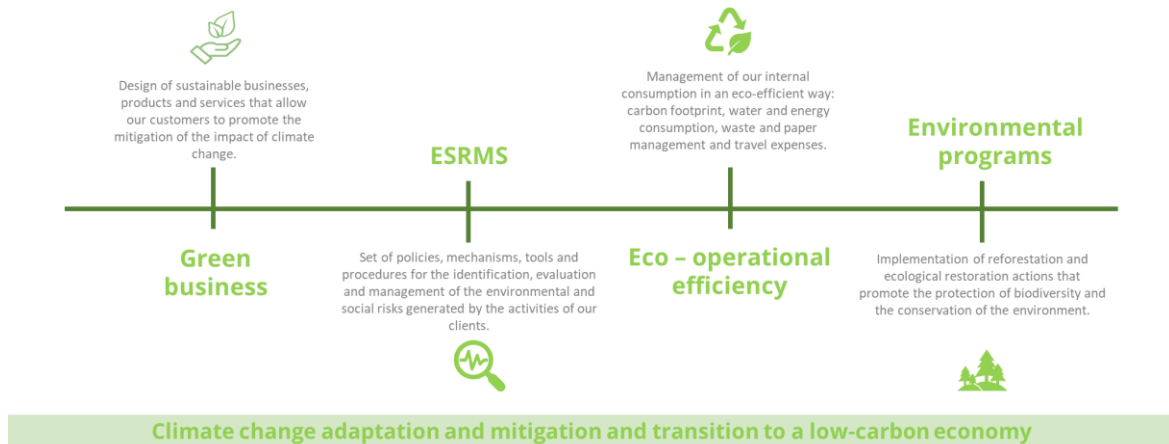 Design of sustainable businesses,
products and services that allow
our customers to promote the
mitigation of the impact of climate
change.
Green
business
ESRMS
Set of policies, mechanisms, tools and
procedures for the identification, evaluation
and management of the environmental and
social risks generated by the activities of our
clients.
Management of our internal
consumption in an eco-efficient way:
carbon footprint, water and energy
consumption, waste and paper
management and travel expenses.
Eco – operational
efficiency
Environmental
programs
Implementation of reforestation and
ecological restoration actions that
promote the protection of biodiversity and
the conservation of the environment.
Climate change adaptation and mitigation and transition to a low-carbon economy